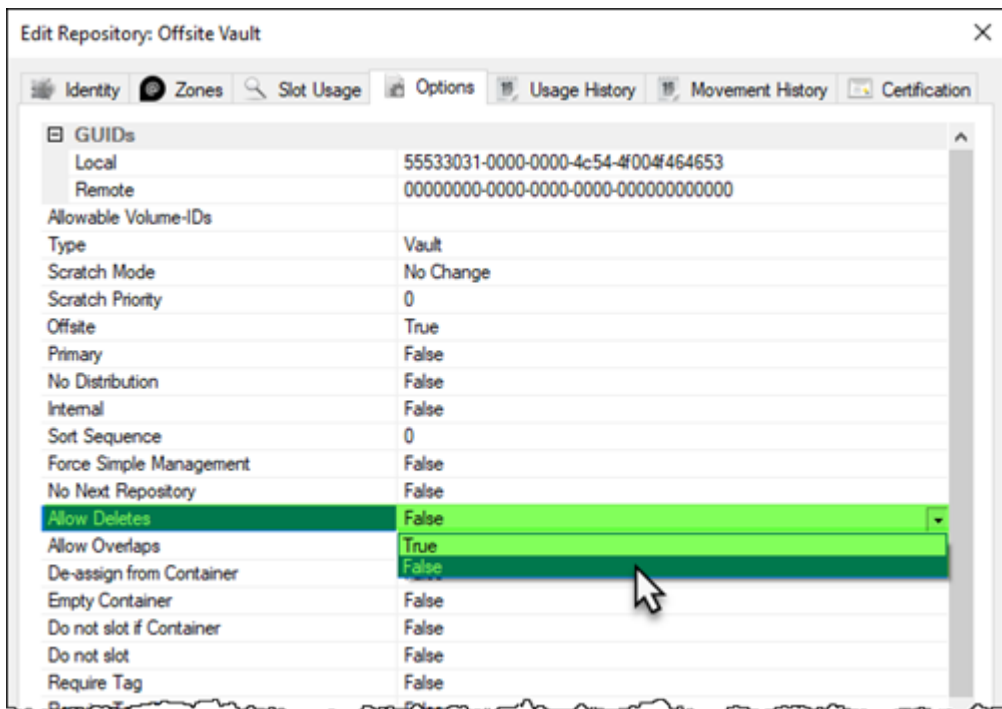 Edit Repository: Offsite Vault
Identity Zones Slot Usage Options Usage History Movement History Certification
GUIDs
Local 55533031-0000-0000-4c54-4f004f464653
Remote 00000000-0000-0000-0000-000000000000
Allowable Volume-IDs
Type Vault
Scratch Mode No Change
Scratch Priority 0
Offsite True
Primary False
No Distribution False
Internal False
Sort Sequence 0
Force Simple Management False
No Next Repository False
Allow Deletes False
Allow Overlaps True
De-assign from Container False
Empty Container False
Do not slot if Container False
Do not slot False
Require Tag False